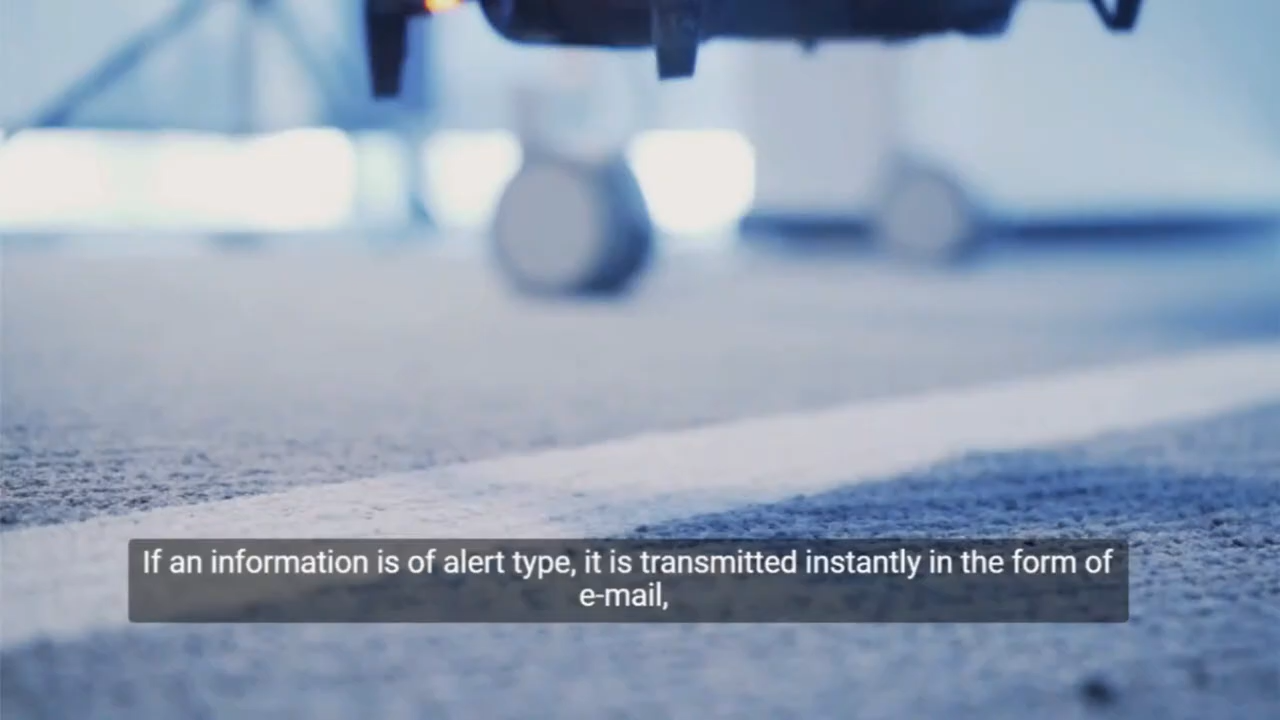 If an information is of alert type, it is transmitted instantly in the form of
e-mail,